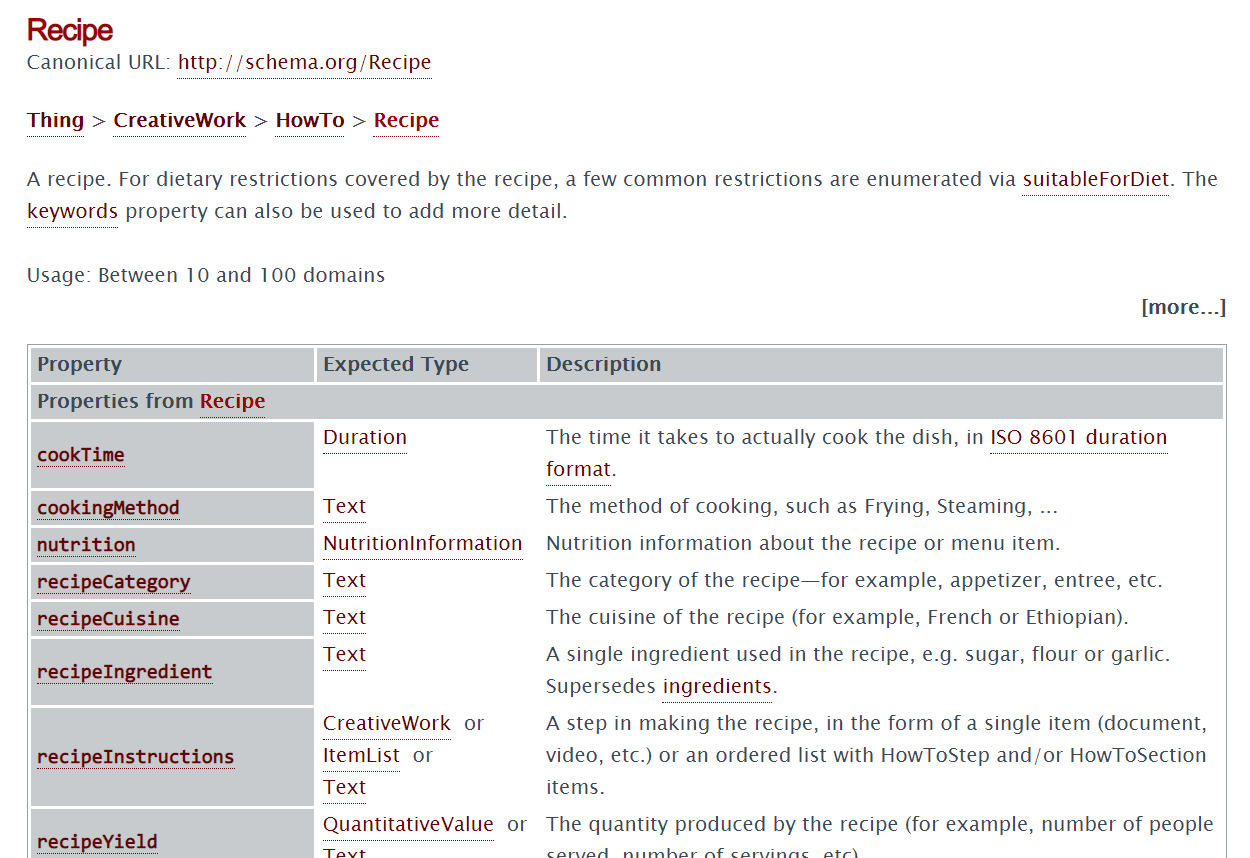 Recipe
Canonical URL: http://schema.org/Recipe
Thing > CreativeWork > HowTo > Recipe
A recipe. For dietary restrictions covered by the recipe, a few common restrictions are enumerated via suitableForDiet. The
keywords property can also be used to add more detail.
Usage: Between 10 and 100 domains
[more...]
Property Expected Type Description
Properties from Recipe
cookTime Duration The time it takes to actually cook the dish, in ISO 8601 duration
format.
cookingMethod Text The method of cooking, such as Frying, Steaming, ...
nutrition NutritionInformation Nutrition information about the recipe or menu item.
recipeCategory Text The category of the recipe—for example, appetizer, entree, etc.
recipeCuisine Text The cuisine of the recipe (for example, French or Ethiopian).
recipeIngredient Text A single ingredient used in the recipe, e.g. sugar, flour or garlic.
Supersedes ingredients.
recipeInstructions CreativeWork or A step in making the recipe, in the form of a single item (document,
ItemList or video, etc.) or an ordered list with HowToStep and/or HowToSection
Text items.
recipeYield QuantitativeValue or The quantity produced by the recipe (for example, number of people
Text served, number of servings, etc)